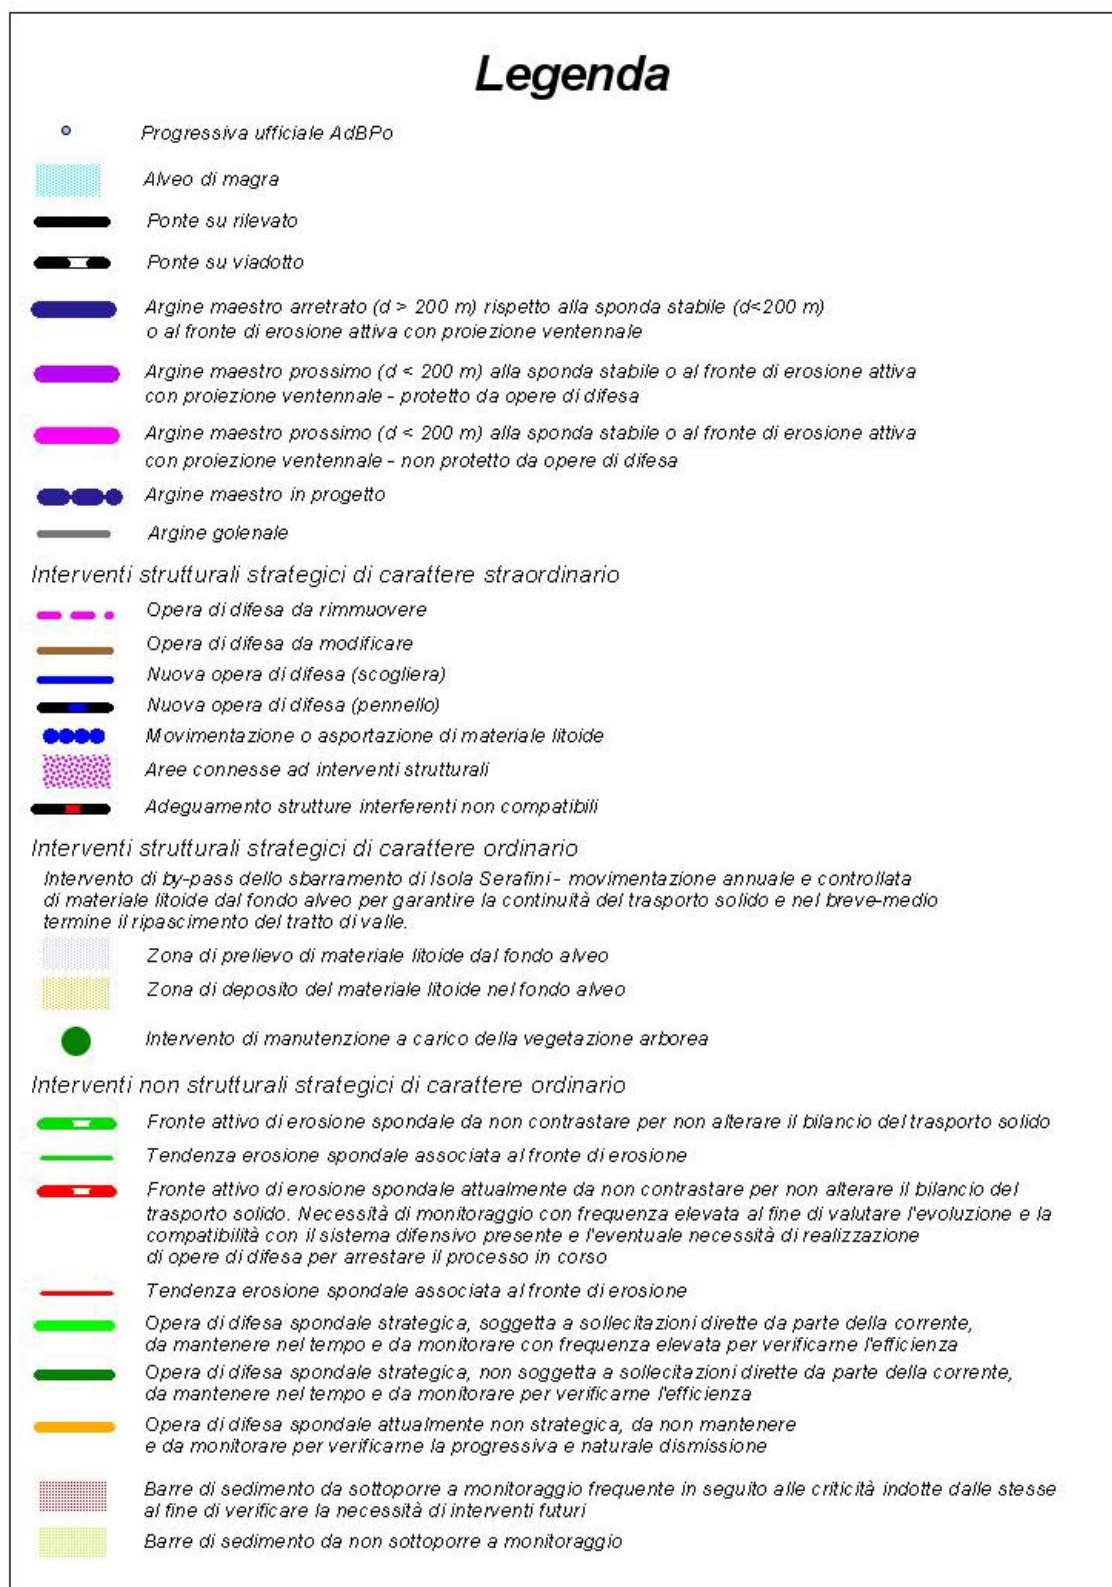 Legenda
Progressiva ufficiale AdBPo
Alveo di magra
Ponte su rilevato
Ponte su viadotto
Argine maestro arretrato (d > 200 m) rispetto alla sponda stabile (d<200 m)
o al fronte di erosione attiva con proiezione ventennale
Argine maestro prossimo (d < 200 m) alla sponda stabile o al fronte di erosione attiva
con proiezione ventennale - protetto da opere di difesa
Argine maestro prossimo (d < 200 m) alla sponda stabile o al fronte di erosione attiva
con proiezione ventennale - non protetto da opere di difesa
Argine maestro in progetto
Argine golenale
Interventi strutturali strategici di carattere straordinario
Opera di difesa da rimmuovere
Opera di difesa da modificare
Nuova opera di difesa (scogliera)
Nuova opera di difesa (pennello)
Movimentazione o asportazione di materiale litoide
Aree connesse ad interventi strutturali
Adeguamento strutture interferenti non compatibili
Interventi strutturali strategici di carattere ordinario
Intervento di by-pass dello sbarramento di Isola Serafini - movimentazione annuale e controllata
di materiale litoide dal fondo alveo per garantire la continuità del trasporto solido e nel breve-medio
termine il ripascimento del tratto di valle.
Zona di prelievo di materiale litoide dal fondo alveo
Zona di deposito del materiale litoide nel fondo alveo
Intervento di manutenzione a carico della vegetazione arborea
Interventi non strutturali strategici di carattere ordinario
Fronte attivo di erosione spondale da non contrastare per non alterare il bilancio del trasporto solido
Tendenza erosione spondale associata al fronte di erosione
Fronte attivo di erosione spondale attualmente da non contrastare per non alterare il bilancio del
trasporto solido. Necessità di monitoraggio con frequenza elevata al fine di valutare l'evoluzione e la
compatibilità con il sistema difensivo presente e l'eventuale necessità di realizzazione
di opere di difesa per arrestare il processo in corso
Tendenza erosione spondale associata al fronte di erosione
Opera di difesa spondale strategica, soggetta a sollecitazioni dirette da parte della corrente,
da mantenere nel tempo e da monitorare con frequenza elevata per verificarne l'efficienza
Opera di difesa spondale strategica, non soggetta a sollecitazioni dirette da parte della corrente,
da mantenere nel tempo e da monitorare per verificarne l'efficienza
Opera di difesa spondale attualmente non strategica, da non mantenere
e da monitorare per verificarne la progressiva e naturale dismissione
Barre di sedimento da sottoporre a monitoraggio frequente in seguito alle criticità indotte dalle stesse
al fine di verificare la necessità di interventi futuri
Barre di sedimento da non sottoporre a monitoraggio